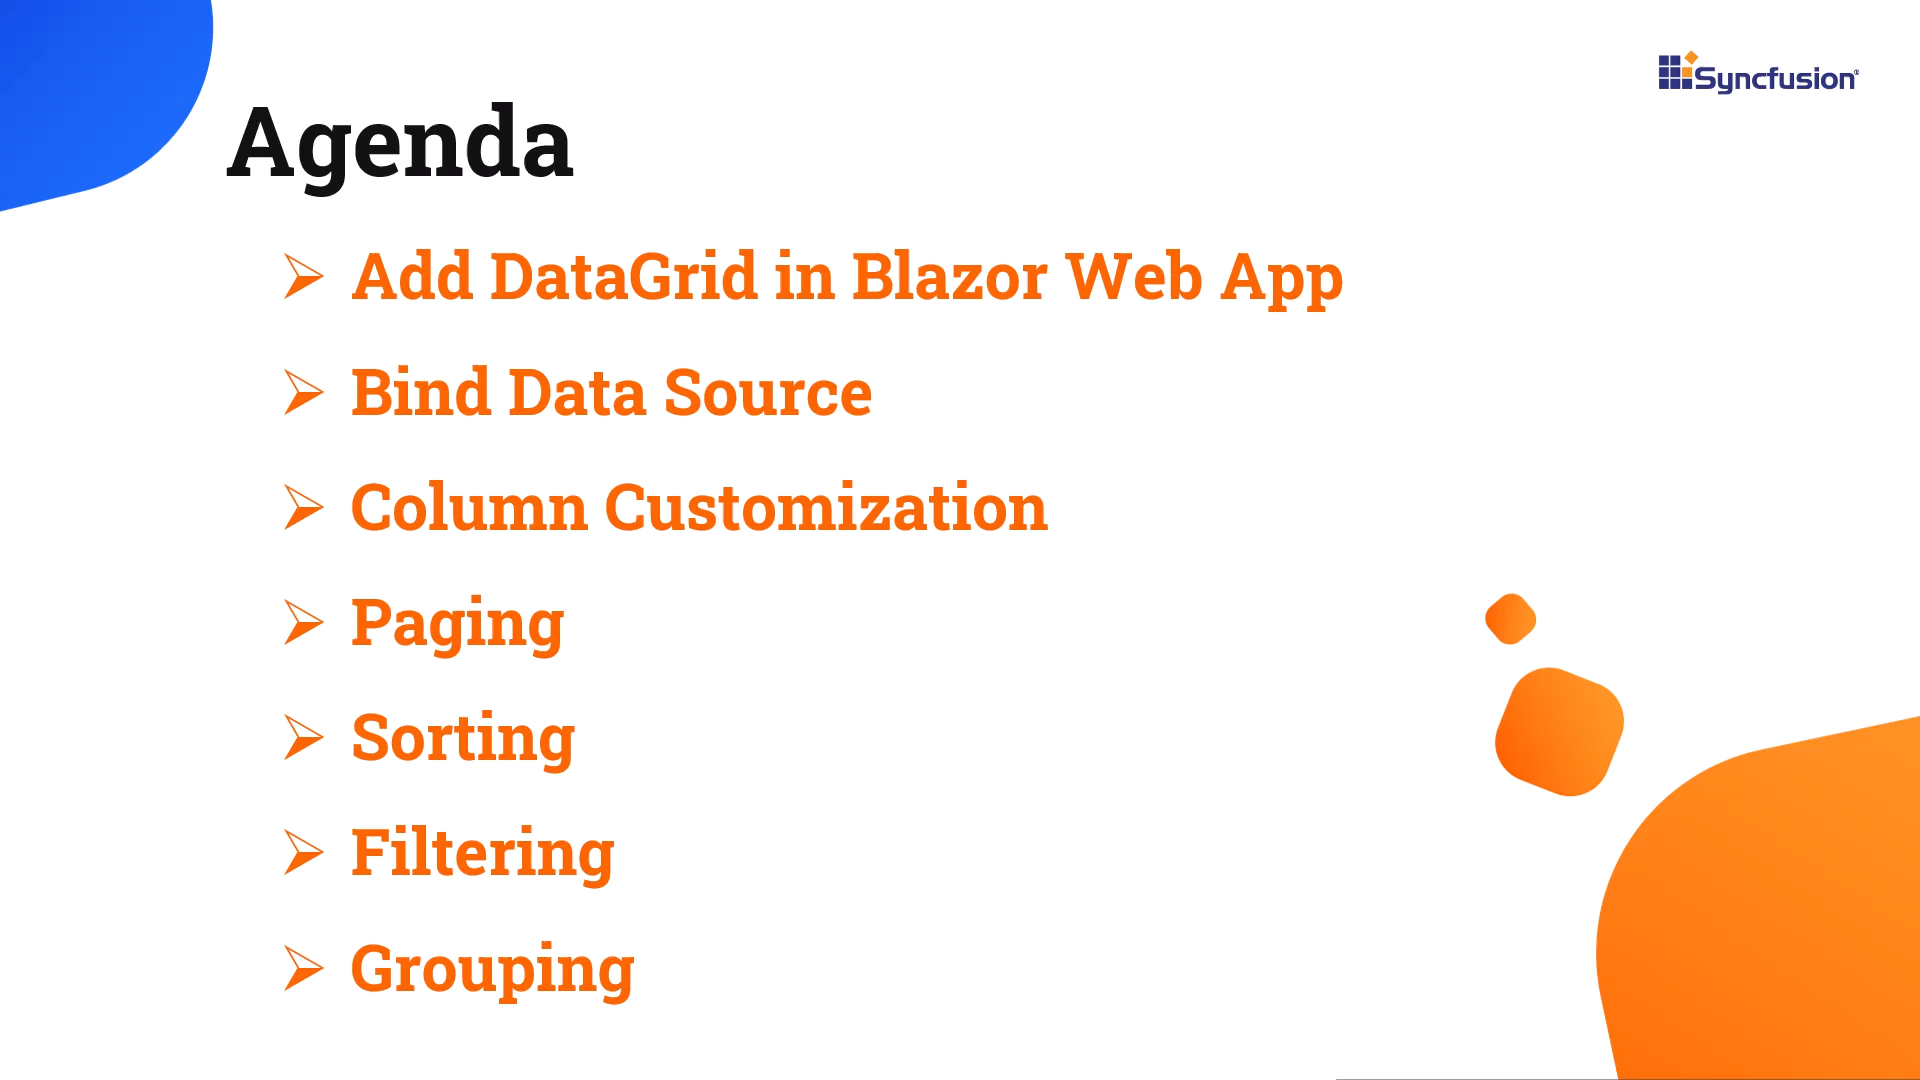 Syncfusion®
Agenda
➢ Add DataGrid in Blazor Web App
➢ Bind Data Source
➢ Column Customization
➢ Paging
➢ Sorting
➢ Filtering
➢ Grouping